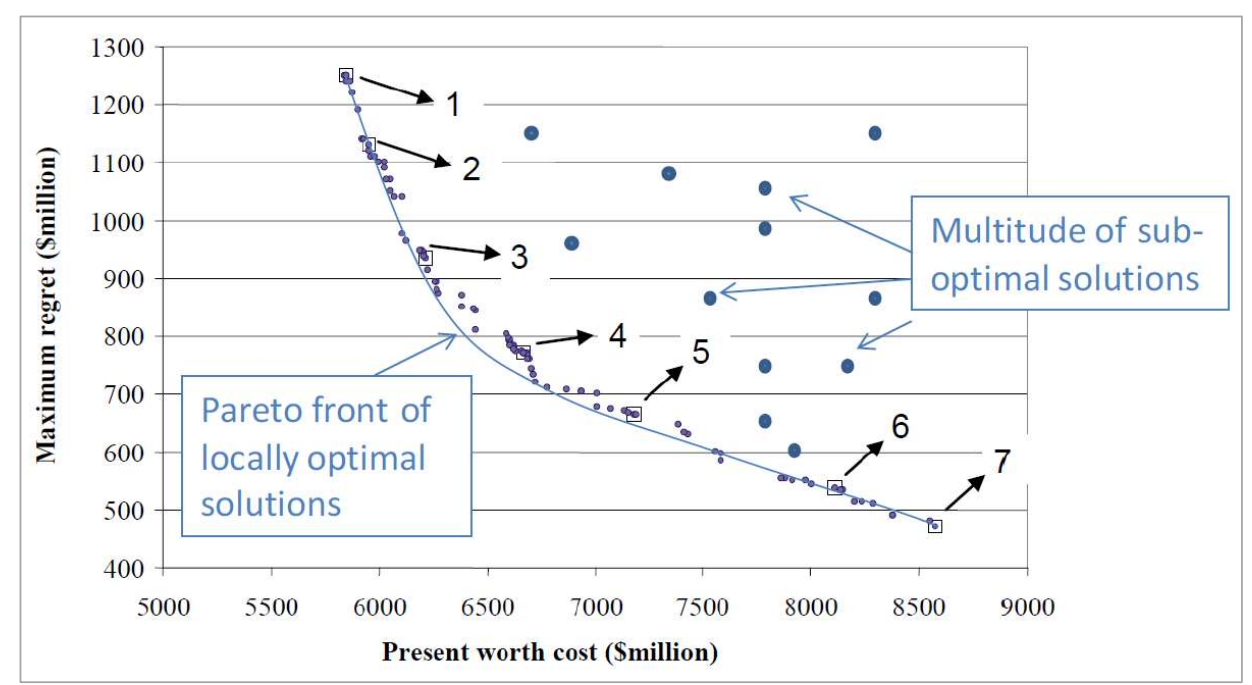 1300
1200
1100
1000
900
800
700
600
500
400
5000 5500 6000 6500 7000 7500 8000 8500 9000
Maximum regret ($million)
Present worth cost ($million)
1
2
3
4
5
6
7
Multitude of sub-
optimal solutions
Pareto front of
locally optimal
solutions